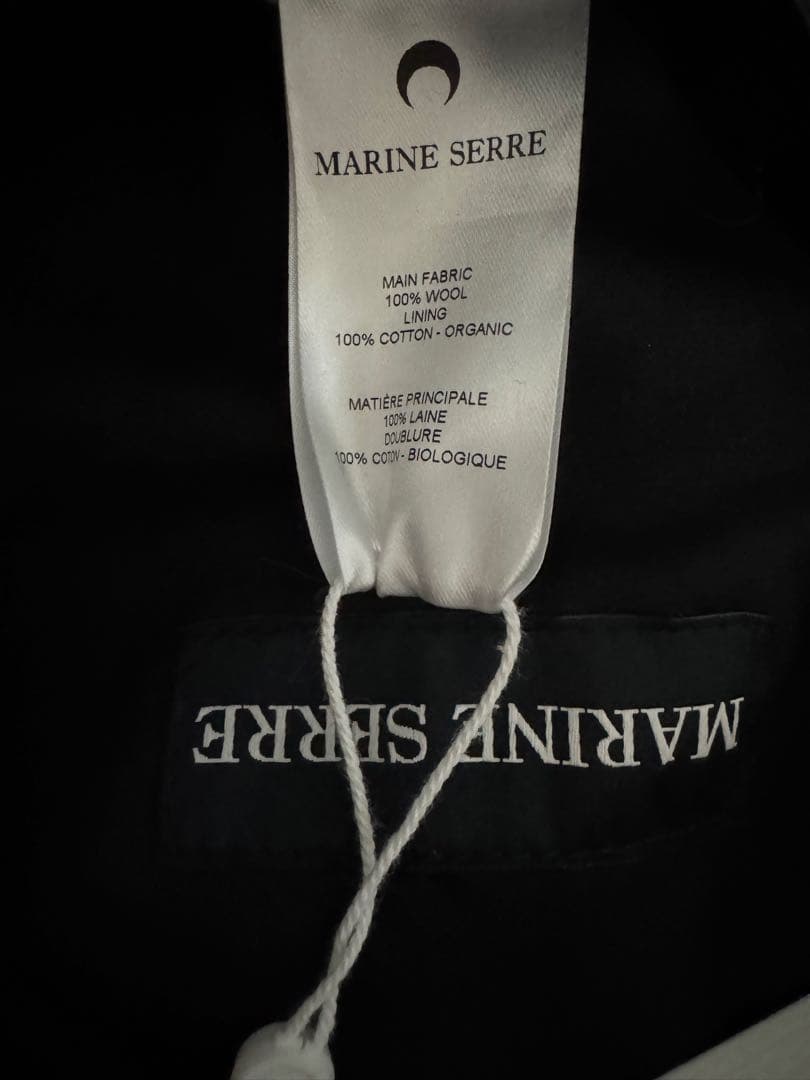 MARINE SERRE
MAIN FABRIC
100% WOOL
LINING
100% COTTON - ORGANIC
MATIÈRE PRINCIPALE
100% LAINE
DOUBLURE
100% COTON - BIOLOGIQUE
MARINE SERRE